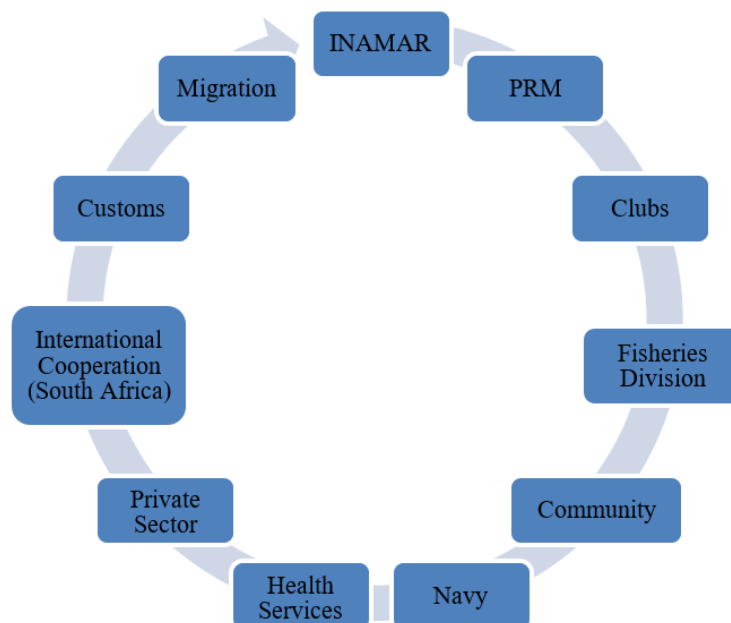 INAMAR
PRM
Clubs
Fisheries
Division
Community
Navy
Health
Services
Private
Sector
International
Cooperation
(South Africa)
Customs
Migration